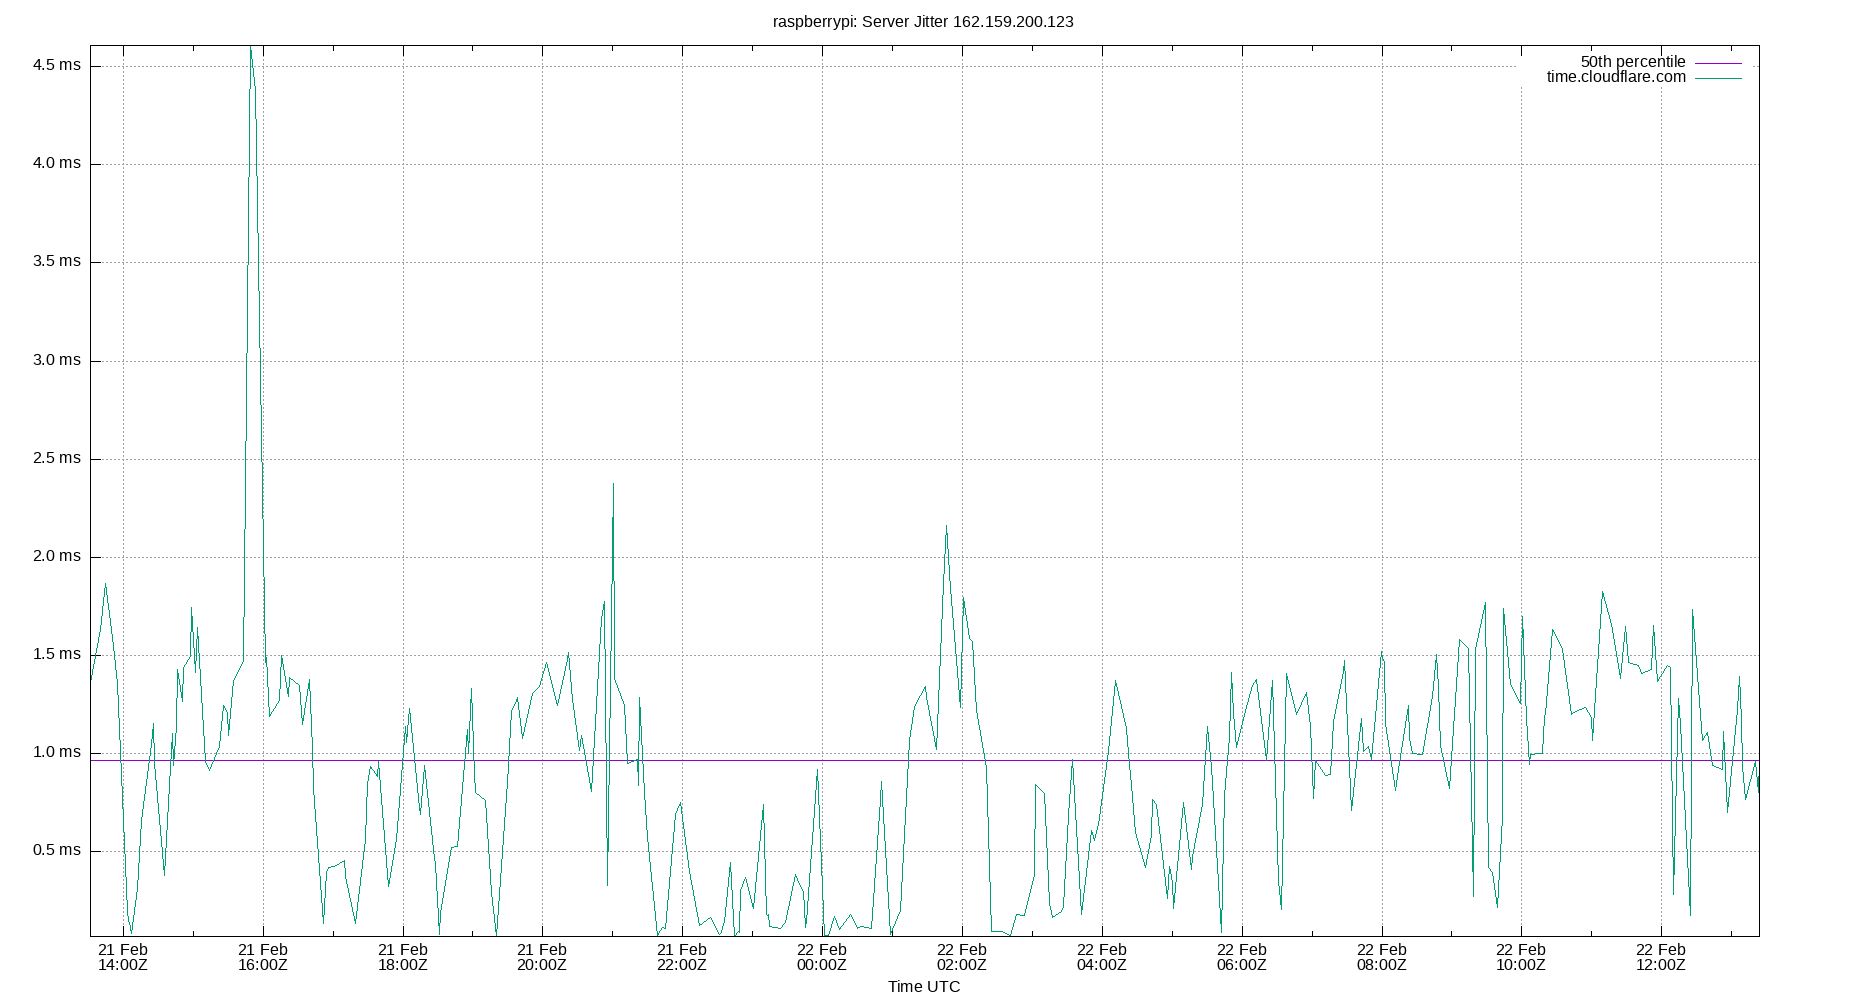 raspberrypi: Server Jitter 162.159.200.123
50th percentile
time.cloudflare.com
4.5 ms
4.0 ms
3.5 ms
3.0 ms
2.5 ms
2.0 ms
1.5 ms
1.0 ms
0.5 ms
21 Feb 21 Feb 21 Feb 21 Feb 21 Feb 22 Feb 22 Feb 22 Feb 22 Feb 22 Feb 22 Feb 22 Feb
14:00Z 16:00Z 18:00Z 20:00Z 22:00Z 00:00Z 02:00Z 04:00Z 06:00Z 08:00Z 10:00Z 12:00Z
Time UTC